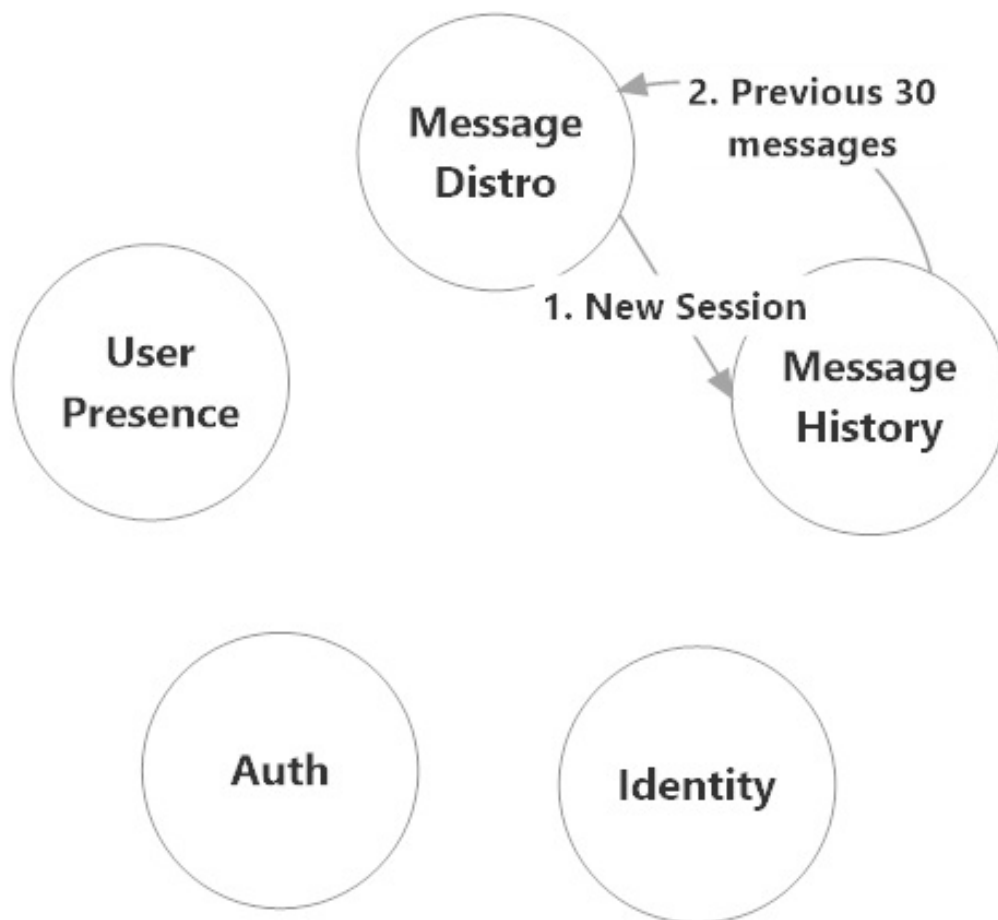 Message
Distro
2. Previous 30
messages
1. New Session
User
Presence
Message
History
Auth
Identity